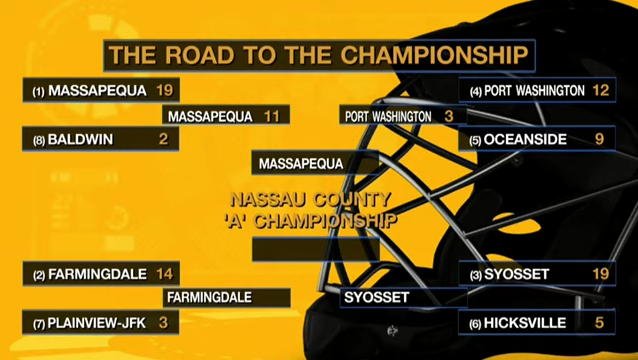 THE ROAD TO THE CHAMPIONSHIP
(1) MASSAPEQUA 19
(4) PORT WASHINGTON 12
MASSAPEQUA 11
PORT WASHINGTON 3
(8) BALDWIN 2
(5) OCEANSIDE 9
MASSAPEQUA
NASSAU COUNTY
'A' CHAMPIONSHIP
(2) FARMINGDALE 14
(3) SYOSSET 19
FARMINGDALE
SYOSSET
(7) PLAINVIEW-JFK 3
(6) HICKSVILLE 5